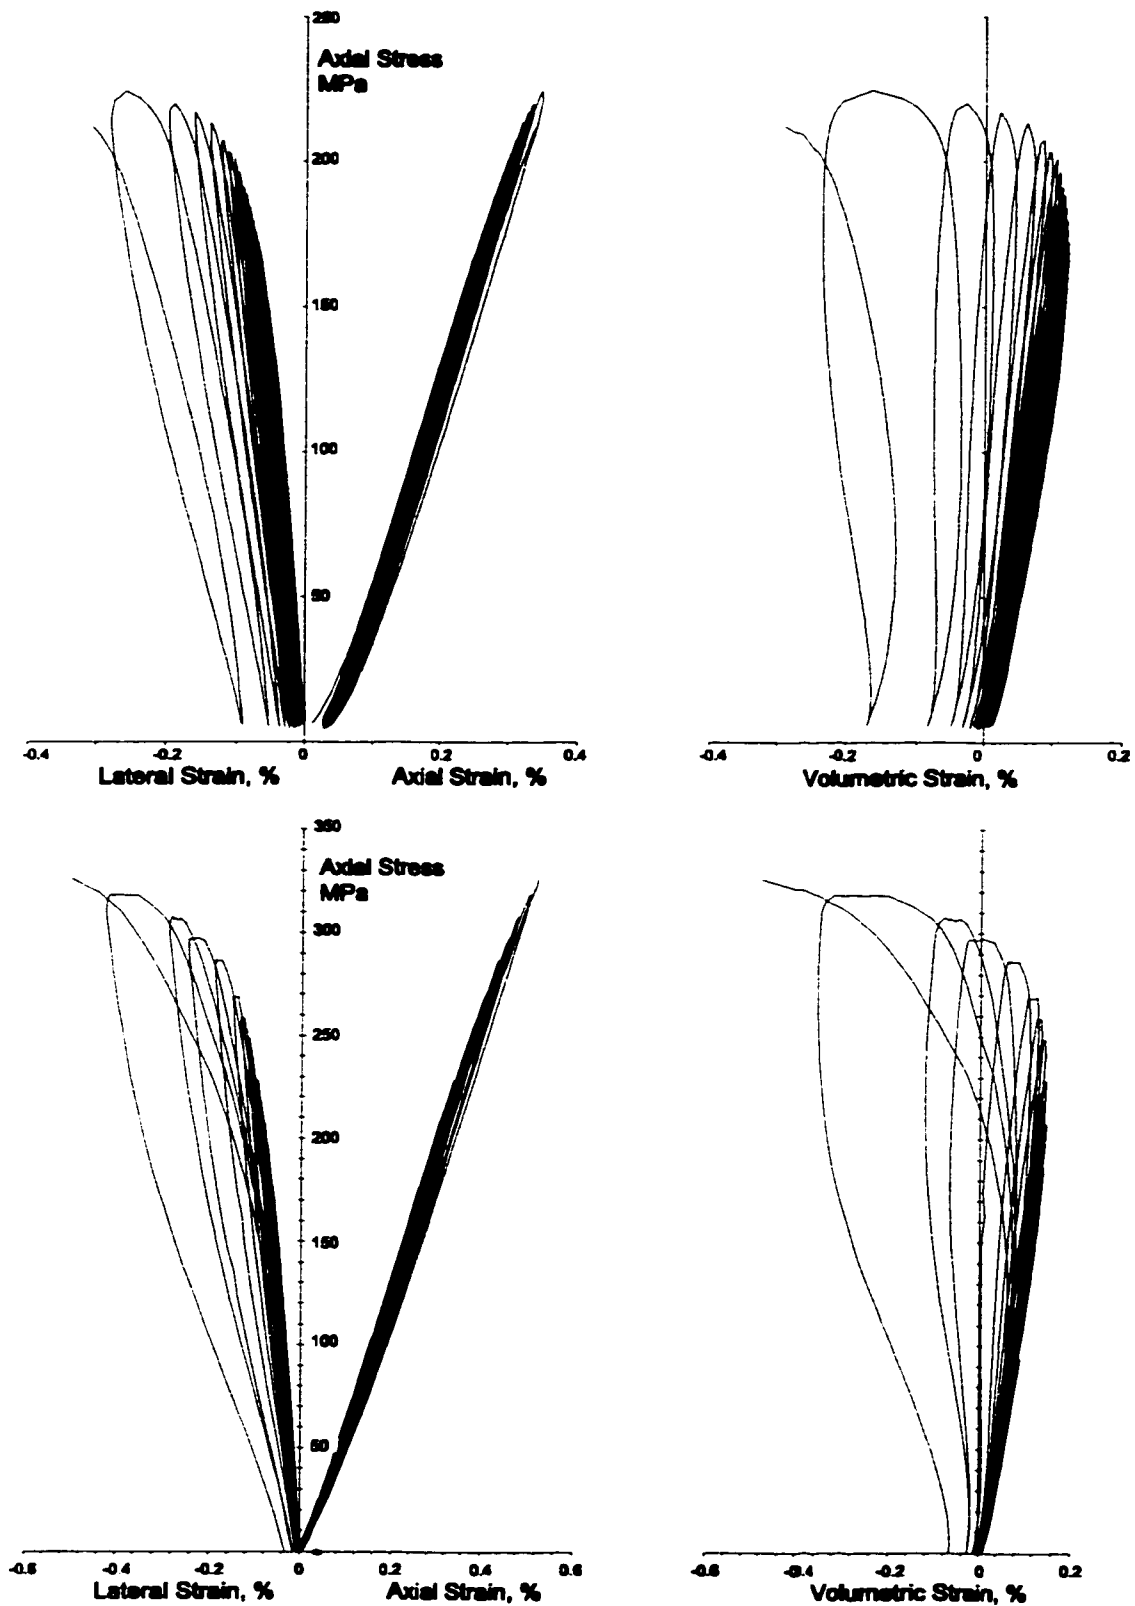 250
Axial Stress
MPa
200
150
100
50
-0.4 -0.2 0 0.2 0.4
Lateral Strain, % Axial Strain, %
-0.4 -0.2 0 0.2
Volumetric Strain, %
350
Axial Stress
MPa
300
250
200
150
100
50
-0.6 -0.4 -0.2 0 0.2 0.4 0.6
Lateral Strain, % Axial Strain, %
-0.6 -0.4 -0.2 0 0.2
Volumetric Strain, %